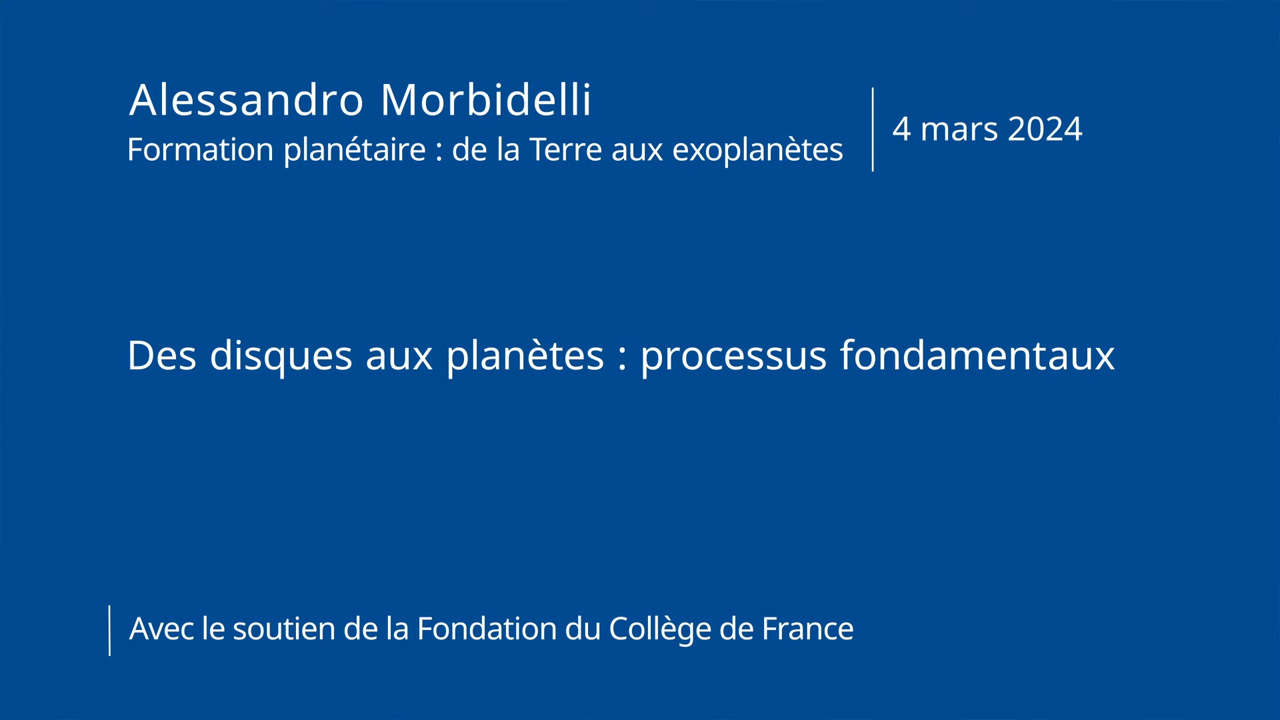 Alessandro Morbidelli
Formation planétaire : de la Terre aux exoplanètes
4 mars 2024
Des disques aux planètes : processus fondamentaux
Avec le soutien de la Fondation du Collège de France